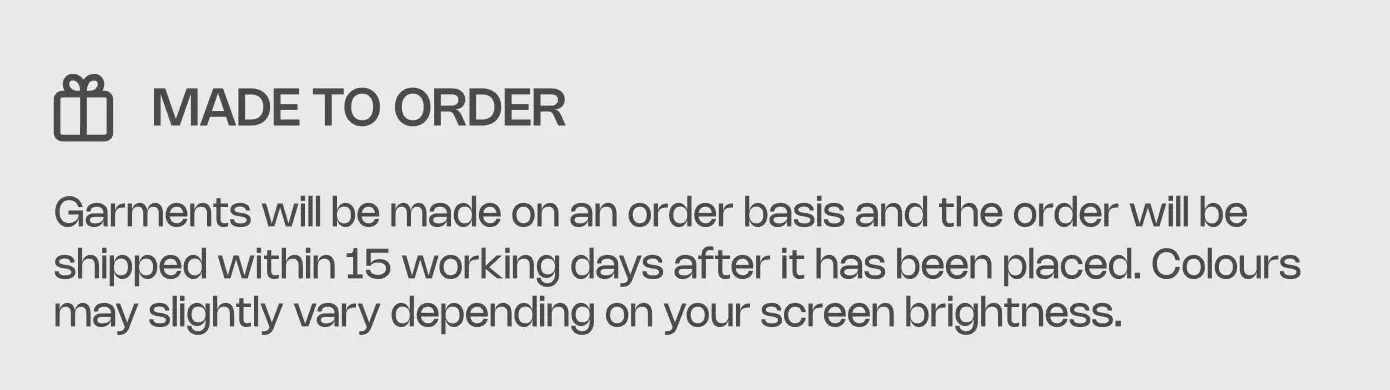 MADE TO ORDER
Garments will be made on an order basis and the order will be
shipped within 15 working days after it has been placed. Colours
may slightly vary depending on your screen brightness.